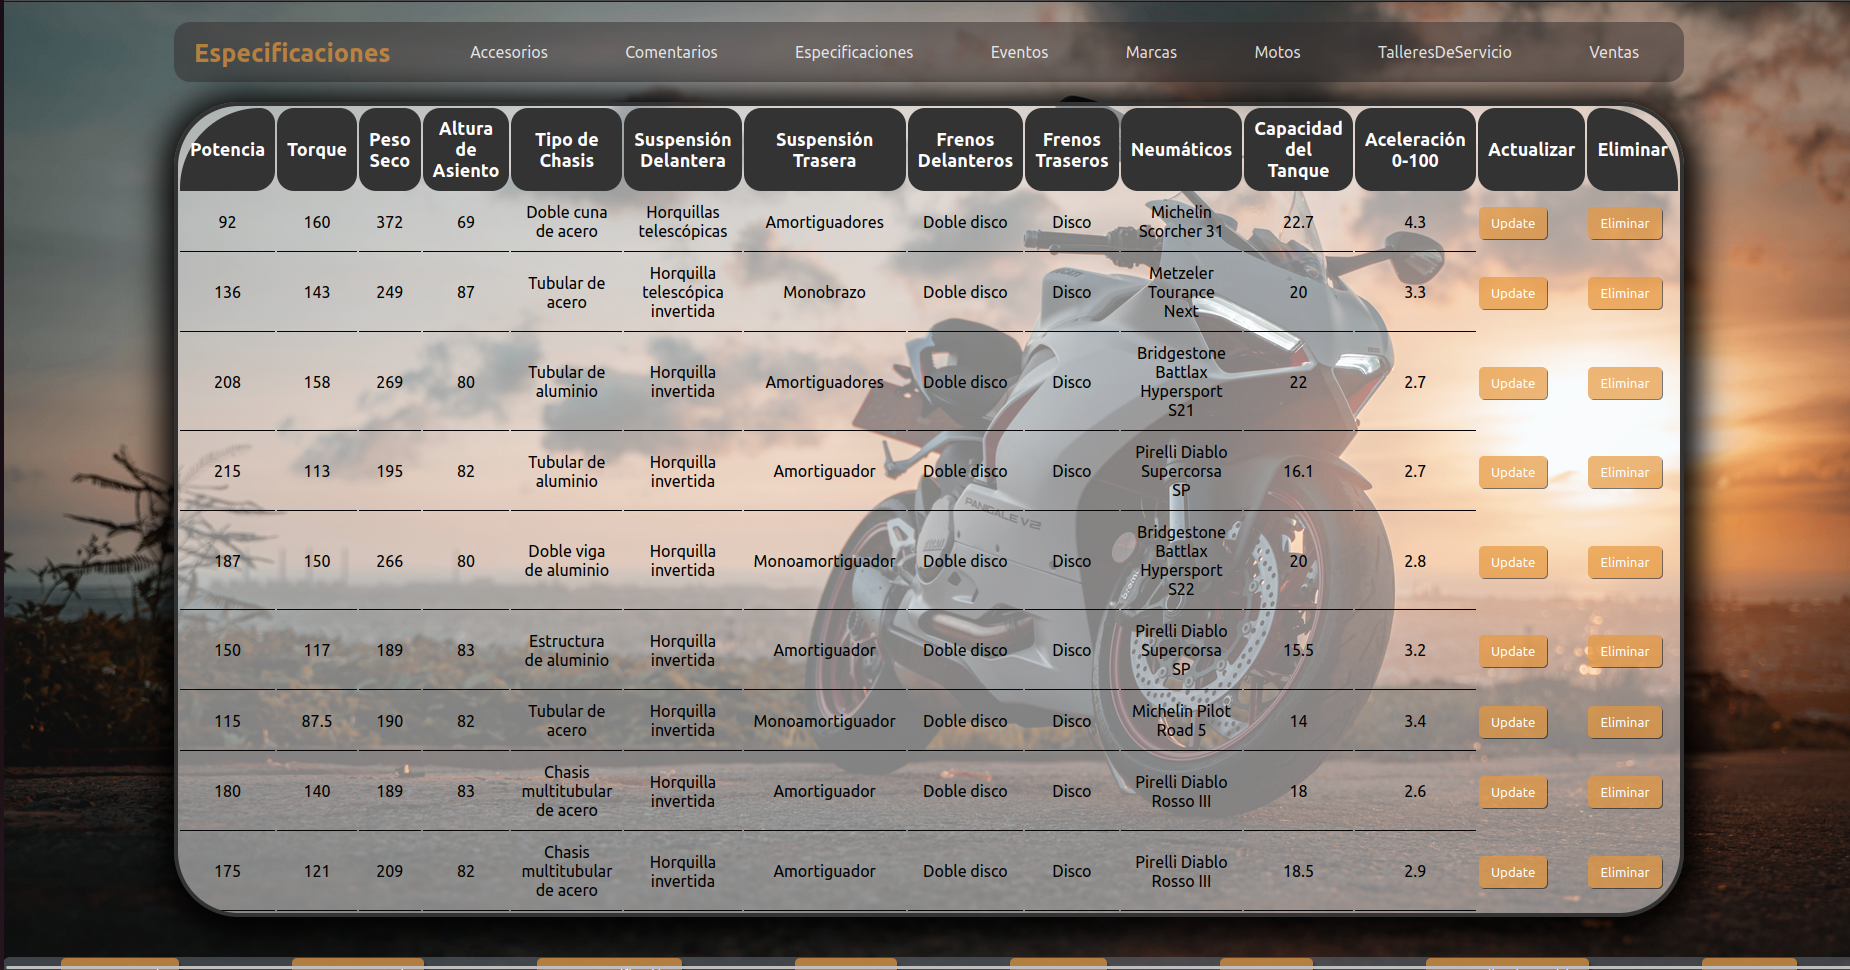 Especificaciones Accesorios Comentarios Especificaciones Eventos Marcas Motos TalleresDeServicio Ventas
Potencia Torque Peso Seco Altura de Asiento Tipo de Chasis Suspensión Delantera Suspensión Trasera Frenos Delanteros Frenos Traseros Neumáticos Capacidad del Tanque Aceleración 0-100 Actualizar Eliminar
92 160 372 69 Doble cuna de acero Horquillas telescópicas Amortiguadores Doble disco Disco Michelin Scorcher 31 22.7 4.3 Update Eliminar
136 143 249 87 Tubular de acero Horquilla telescópica invertida Monobrazo Doble disco Disco Metzeler Tourance Next 20 3.3 Update Eliminar
208 158 269 80 Tubular de aluminio Horquilla invertida Amortiguadores Doble disco Disco Bridgestone Battlax Hypersport S21 22 2.7 Update Eliminar
215 113 195 82 Tubular de aluminio Horquilla invertida Amortiguador Doble disco Disco Pirelli Diablo Supercorsa SP 16.1 2.7 Update Eliminar
187 150 266 80 Doble viga de aluminio Horquilla invertida Monoamortiguador Doble disco Disco Bridgestone Battlax Hypersport S22 20 2.8 Update Eliminar
150 117 189 83 Estructura de aluminio Horquilla invertida Amortiguador Doble disco Disco Pirelli Diablo Supercorsa SP 15.5 3.2 Update Eliminar
115 87.5 190 82 Tubular de acero Horquilla invertida Monoamortiguador Doble disco Disco Michelin Pilot Road 5 14 3.4 Update Eliminar
180 140 189 83 Chasis multitubular de acero Horquilla invertida Amortiguador Doble disco Disco Pirelli Diablo Rosso III 18 2.6 Update Eliminar
175 121 209 82 Chasis multitubular de acero Horquilla invertida Amortiguador Doble disco Disco Pirelli Diablo Rosso III 18.5 2.9 Update Eliminar
PANIGALE V2